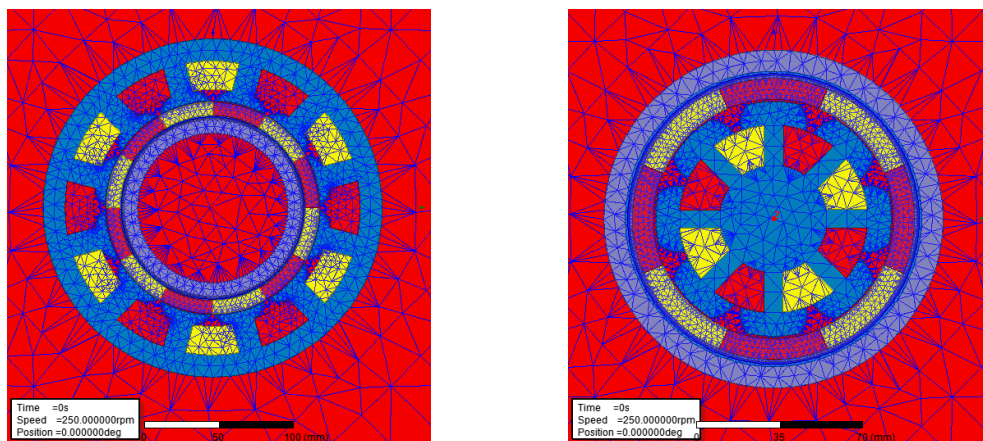 Time =0s
Speed =250.000000rpm
Position =0.000000deg
0 50 100 (mm)
Time =0s
Speed =250.000000rpm
Position =0.000000deg
0 35 70 (mm)